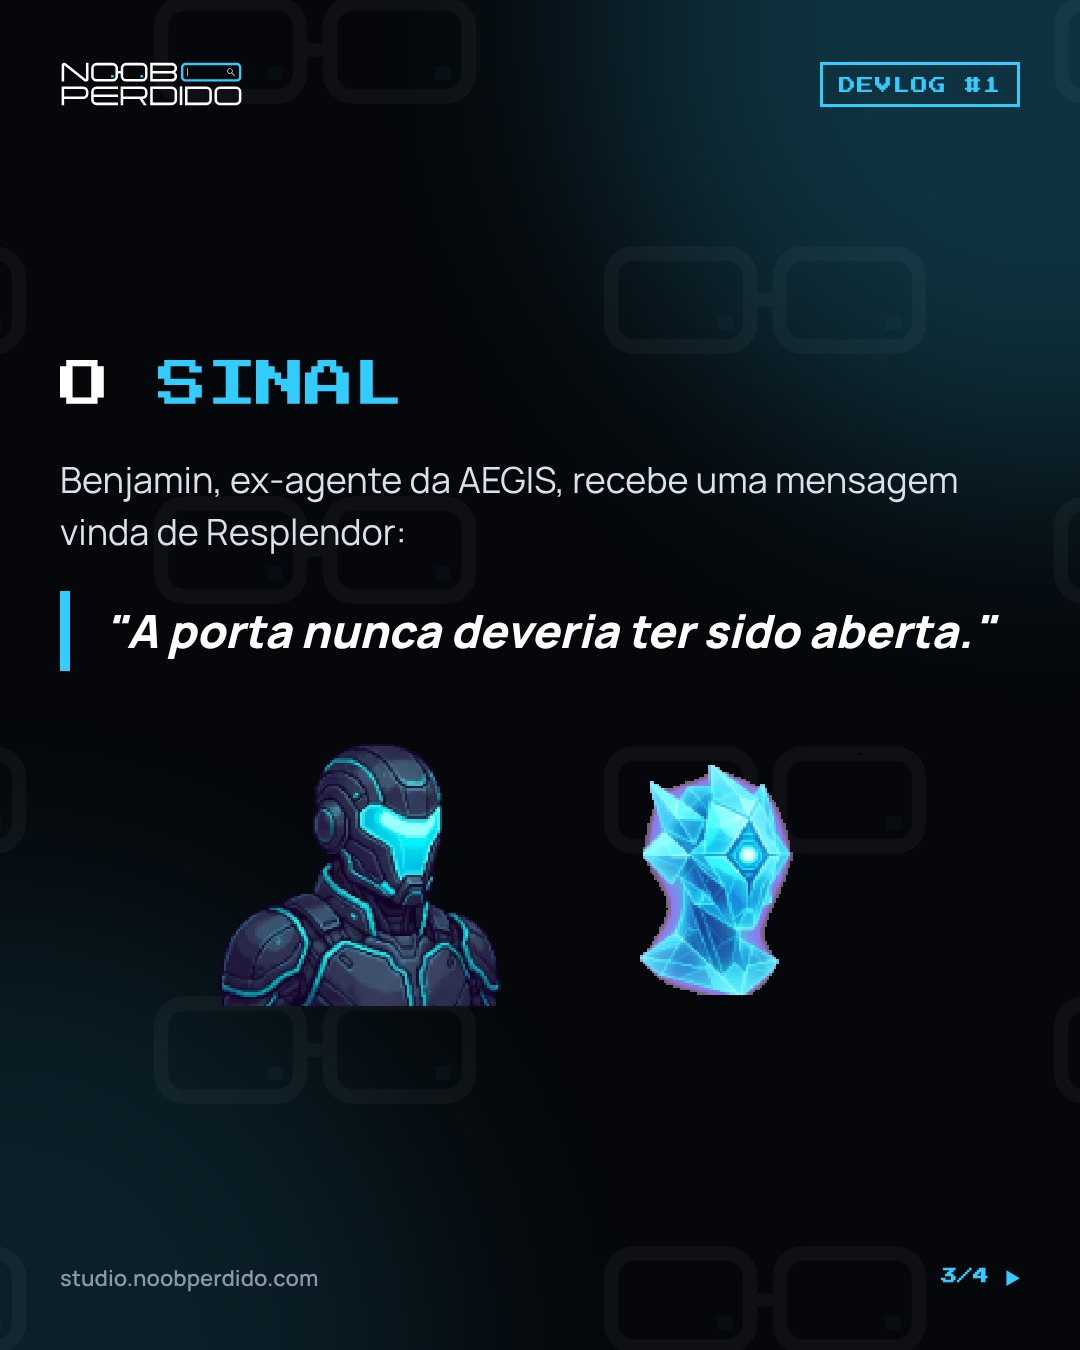 NOOB
PERDIDO
DEVLOG #1
O SINAL
Benjamin, ex-agente da AEGIS, recebe uma mensagem
vinda de Resplendor:
"A porta nunca deveria ter sido aberta."
studio.noobperdido.com
3/4